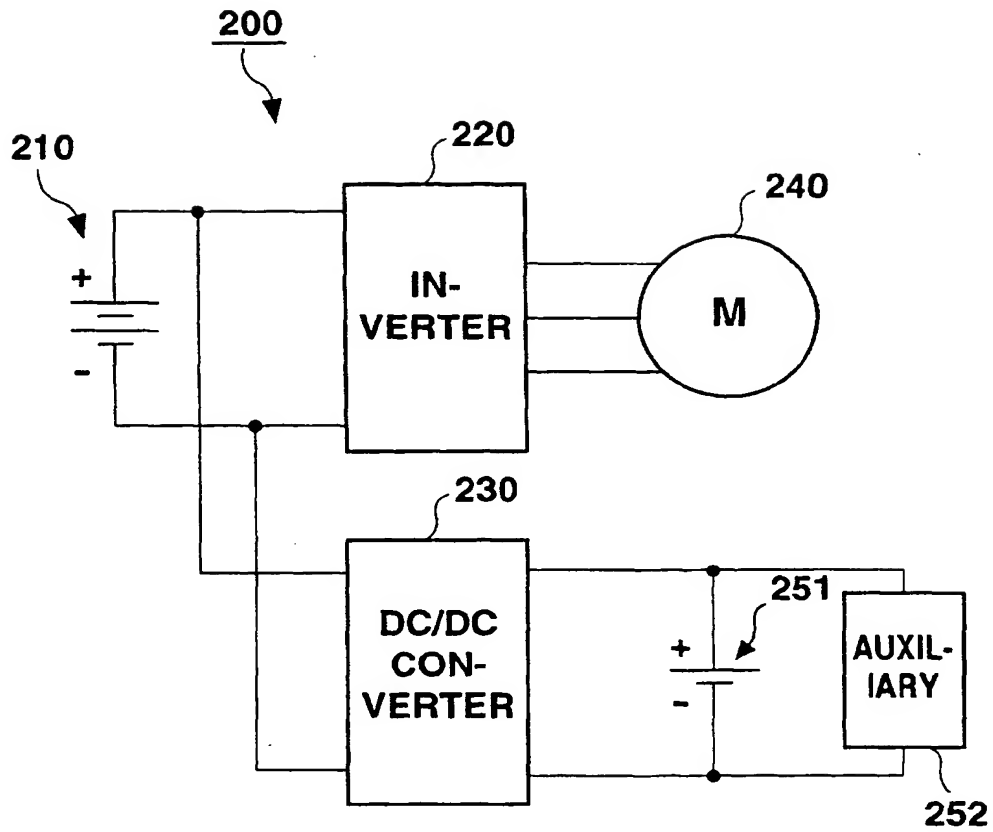 200
210
220
240
+
IN-
VERTER
M
-
230
DC/DC
CON-
VERTER
251
+
-
AUXIL-
IARY
252